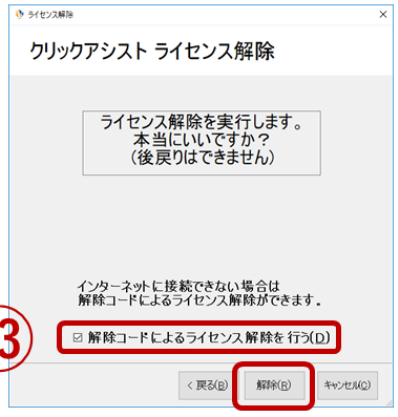 ライセンス解除
クリックアシスト ライセンス解除
ライセンス解除を実行します。
本当にいいですか?
(後戻りはできません)
インターネットに接続できない場合は
解除コードによるライセンス解除ができます。
3
解除コードによるライセンス解除を行う(D)
< 戻る(B)
解除(R)
キャンセル(C)